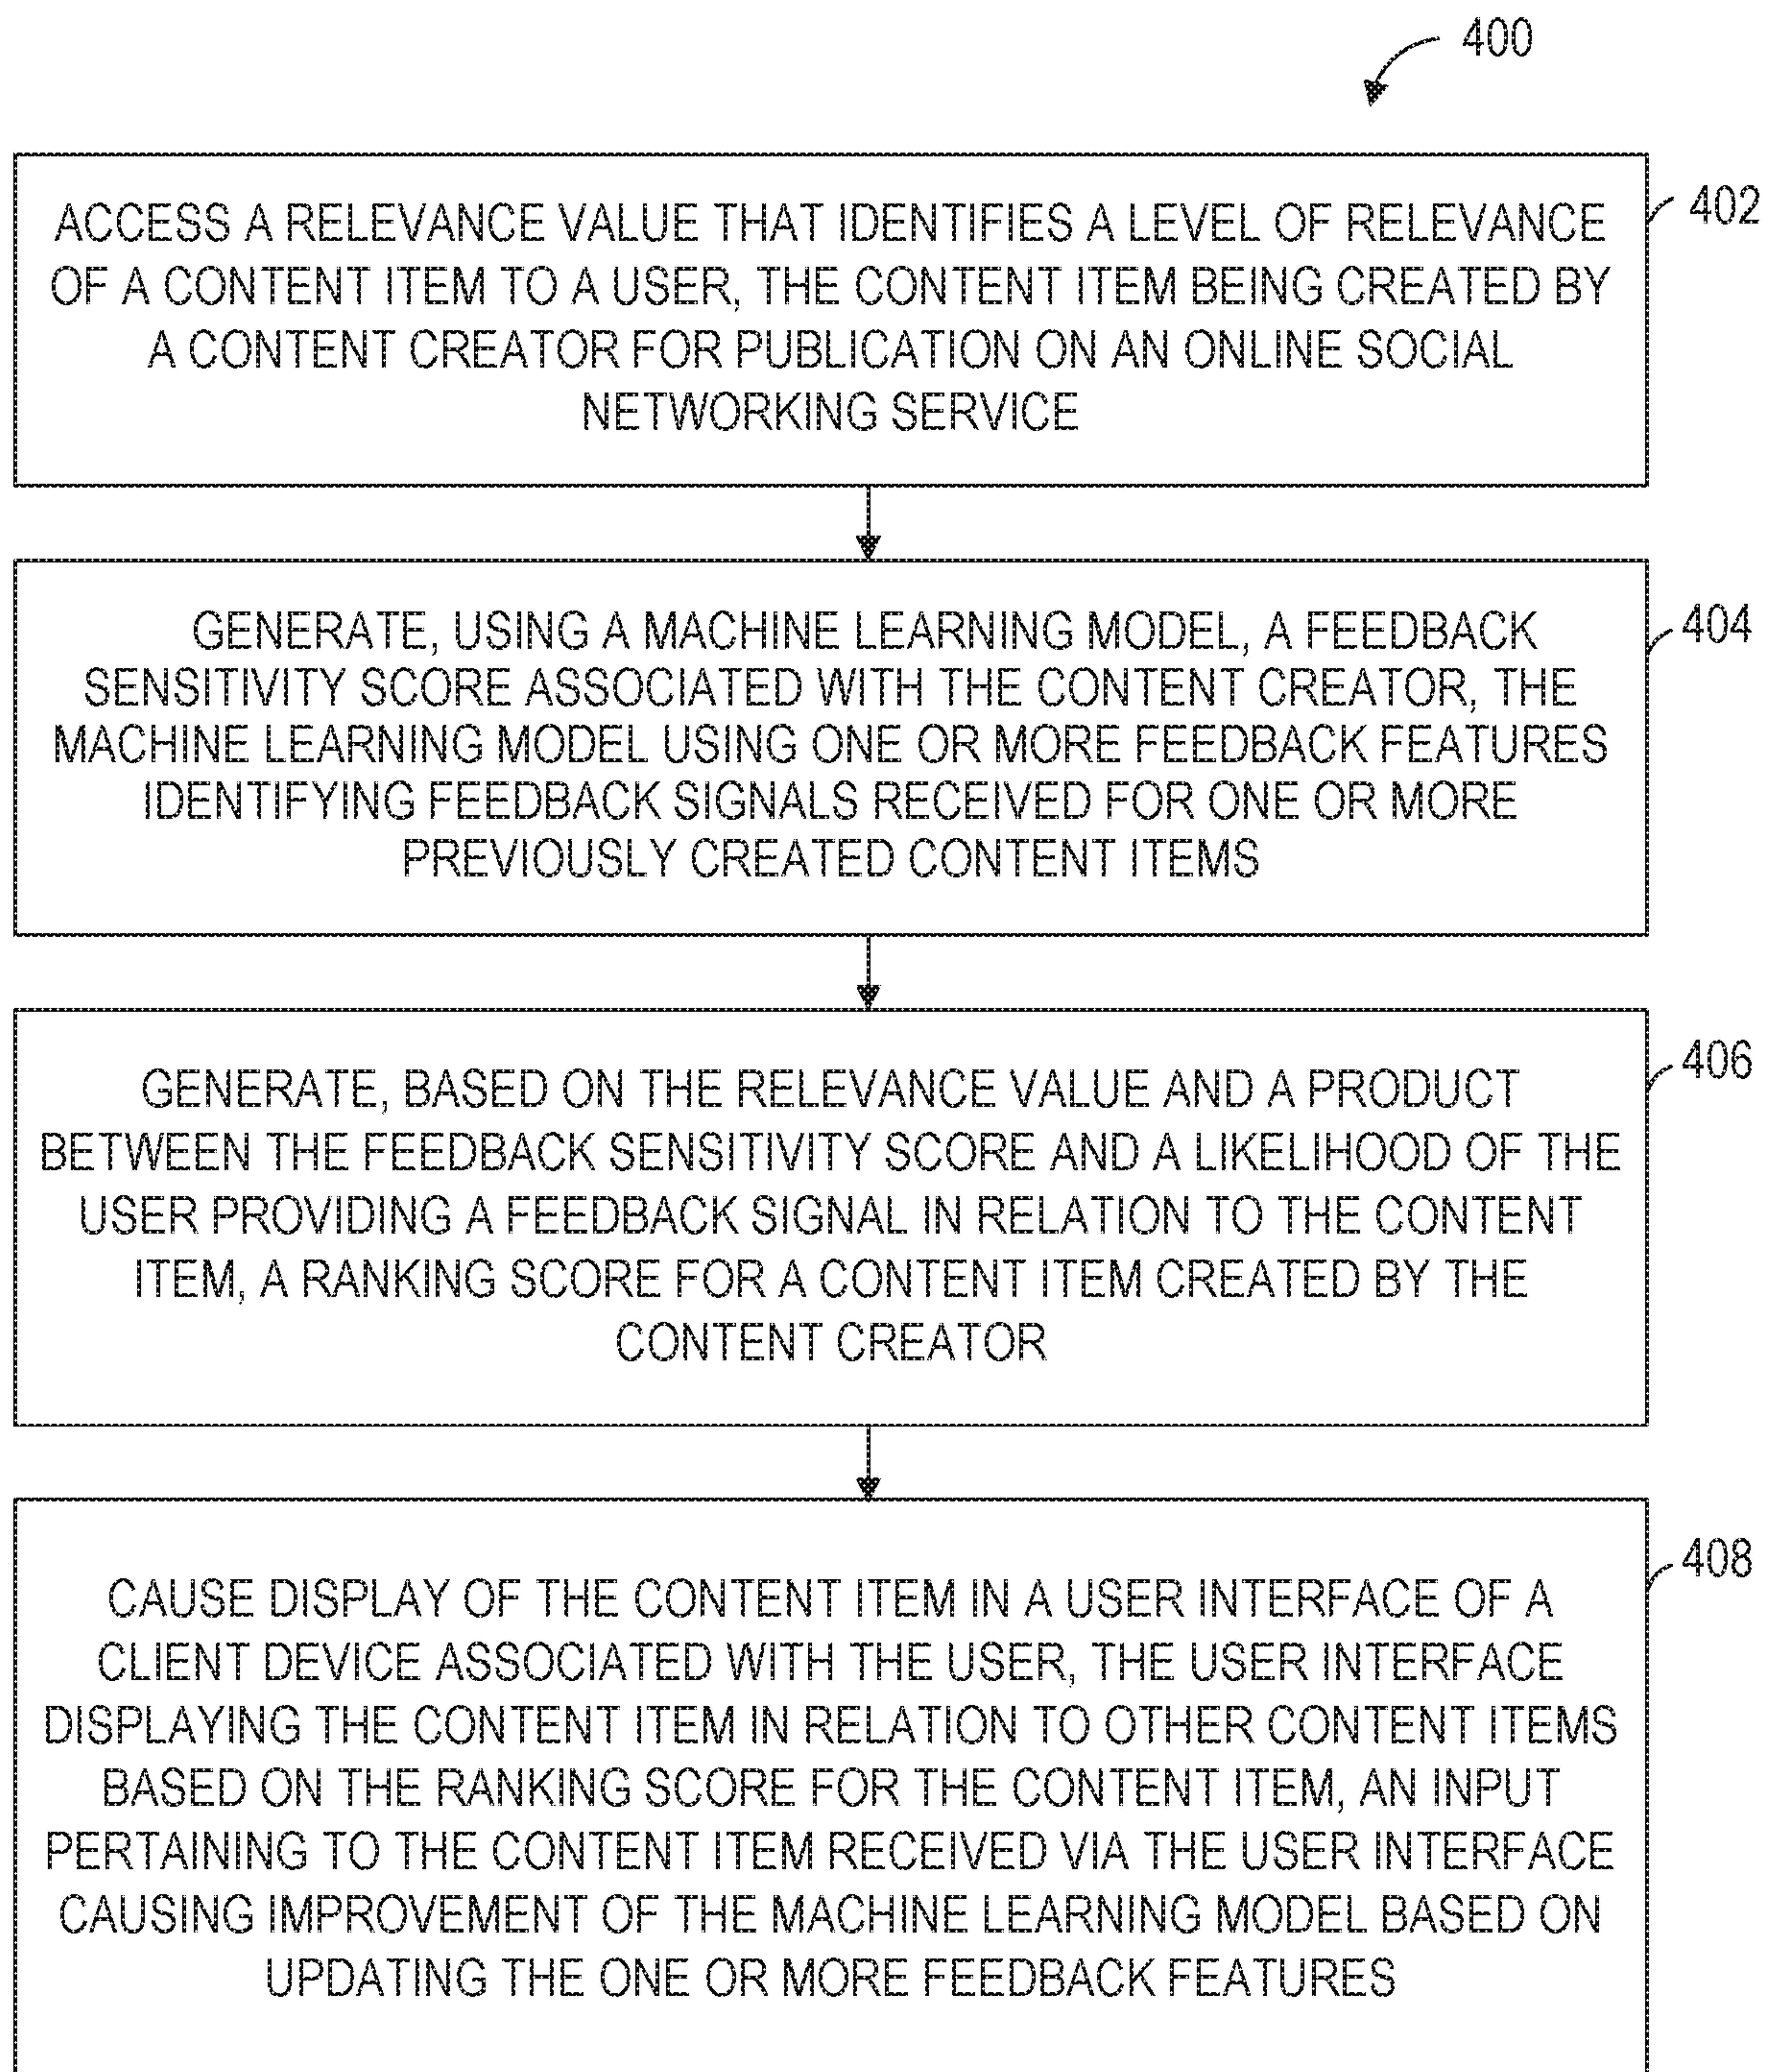 400
402
ACCESS A RELEVANCE VALUE THAT IDENTIFIES A LEVEL OF RELEVANCE
OF A CONTENT ITEM TO A USER, THE CONTENT ITEM BEING CREATED BY
A CONTENT CREATOR FOR PUBLICATION ON AN ONLINE SOCIAL
NETWORKING SERVICE
404
GENERATE, USING A MACHINE LEARNING MODEL, A FEEDBACK
SENSITIVITY SCORE ASSOCIATED WITH THE CONTENT CREATOR, THE
MACHINE LEARNING MODEL USING ONE OR MORE FEEDBACK FEATURES
IDENTIFYING FEEDBACK SIGNALS RECEIVED FOR ONE OR MORE
PREVIOUSLY CREATED CONTENT ITEMS
406
GENERATE, BASED ON THE RELEVANCE VALUE AND A PRODUCT
BETWEEN THE FEEDBACK SENSITIVITY SCORE AND A LIKELIHOOD OF THE
USER PROVIDING A FEEDBACK SIGNAL IN RELATION TO THE CONTENT
ITEM, A RANKING SCORE FOR A CONTENT ITEM CREATED BY THE
CONTENT CREATOR
408
CAUSE DISPLAY OF THE CONTENT ITEM IN A USER INTERFACE OF A
CLIENT DEVICE ASSOCIATED WITH THE USER, THE USER INTERFACE
DISPLAYING THE CONTENT ITEM IN RELATION TO OTHER CONTENT ITEMS
BASED ON THE RANKING SCORE FOR THE CONTENT ITEM, AN INPUT
PERTAINING TO THE CONTENT ITEM RECEIVED VIA THE USER INTERFACE
CAUSING IMPROVEMENT OF THE MACHINE LEARNING MODEL BASED ON
UPDATING THE ONE OR MORE FEEDBACK FEATURES